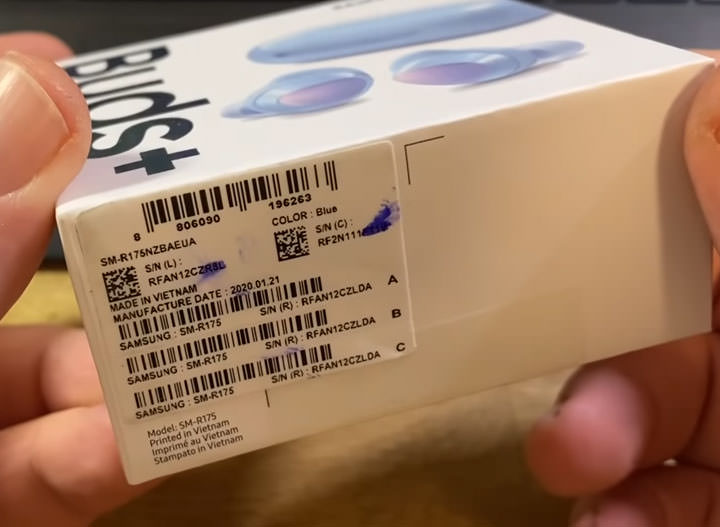 Buds+
8 806090 196263
SM-R175NZBAEUA
COLOR : Blue
S/N (L) :
RFAN12CZR8L
S/N (C) :
RF2N111
MADE IN VIETNAM
MANUFACTURE DATE : 2020.01.21
SAMSUNG : SM-R175 S/N (R) : RFAN12CZLDA A
SAMSUNG : SM-R175 S/N (R) : RFAN12CZLDA B
SAMSUNG : SM-R175 S/N (R) : RFAN12CZLDA C
Model: SM-R175
Printed in Vietnam
Imprimé au Vietnam
Stampato in Vietnam